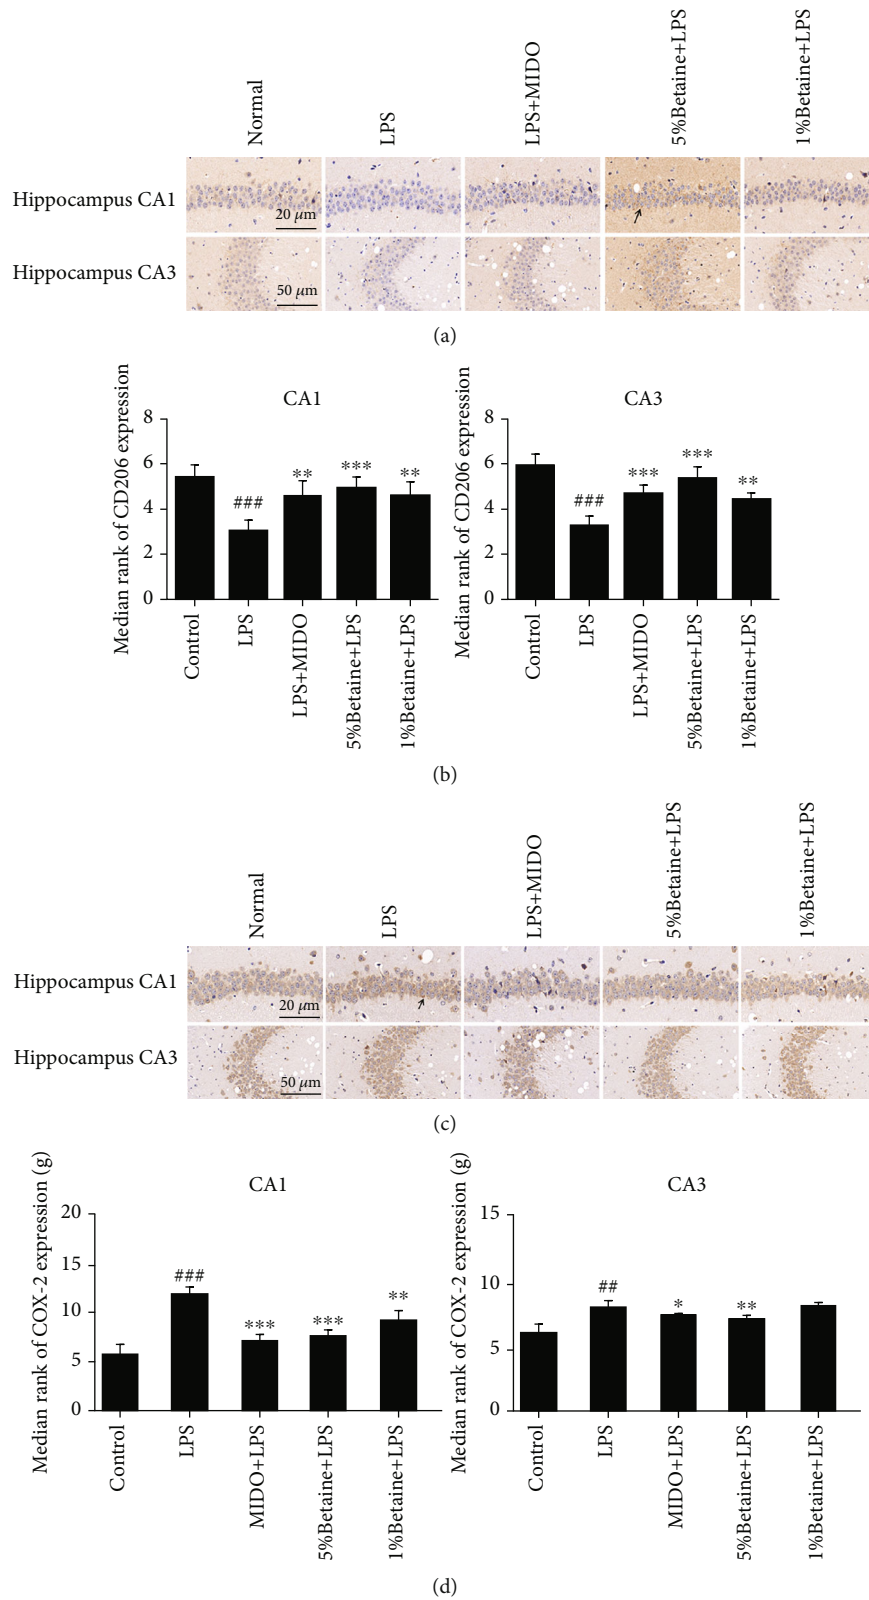 Normal
LPS
LPS+MIDO
5%Betaine+LPS
1%Betaine+LPS
Hippocampus CA1
20 μm
Hippocampus CA3
50 μm
(a)
CA1
Median rank of CD206 expression
8
6
4
2
0
###
**
***
**
Control
LPS
LPS+MIDO
5%Betaine+LPS
1%Betaine+LPS
CA3
Median rank of CD206 expression
8
6
4
2
0
###
***
***
**
Control
LPS
LPS+MIDO
5%Betaine+LPS
1%Betaine+LPS
(b)
Normal
LPS
LPS+MIDO
5%Betaine+LPS
1%Betaine+LPS
Hippocampus CA1
20 μm
Hippocampus CA3
50 μm
(c)
CA1
Median rank of COX-2 expression (g)
20
15
10
5
0
###
***
***
**
Control
LPS
MIDO+LPS
5%Betaine+LPS
1%Betaine+LPS
CA3
Median rank of COX-2 expression (g)
15
10
5
0
##
*
**
Control
LPS
MIDO+LPS
5%Betaine+LPS
1%Betaine+LPS
(d)